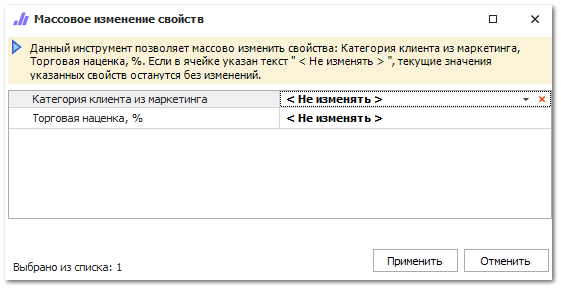 Массовое изменение свойств
Данный инструмент позволяет массово изменить свойства: Категория клиента из маркетинга,
Торговая наценка, %. Если в ячейке указан текст " < Не изменять > ", текущие значения
указанных свойств останутся без изменений.
Категория клиента из маркетинга < Не изменять >
Торговая наценка, % < Не изменять >
Выбрано из списка: 1 Применить Отменить